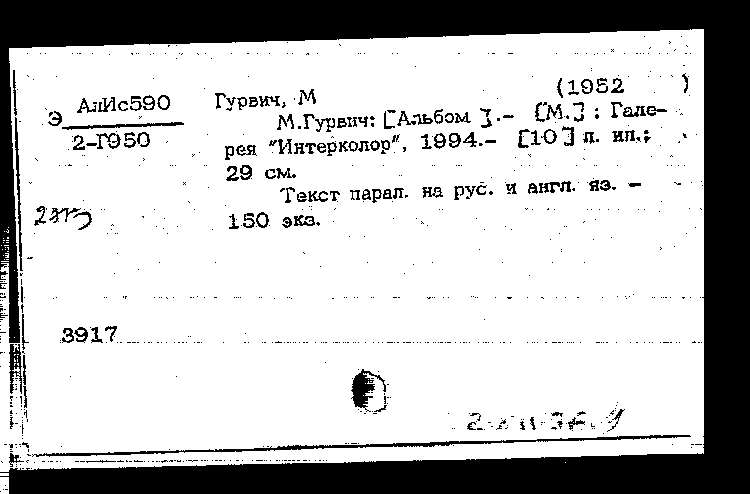 Э АлИс590
2-Г950
Гурвич, М (1952 )
М.Гурвич: [Альбом ].- [М.] : Гале-
рея "Интерколор", 1994.- [10] л. ил.;
29 см.
Текст парал. на рус. и англ. яз. -
150 экз.
3917